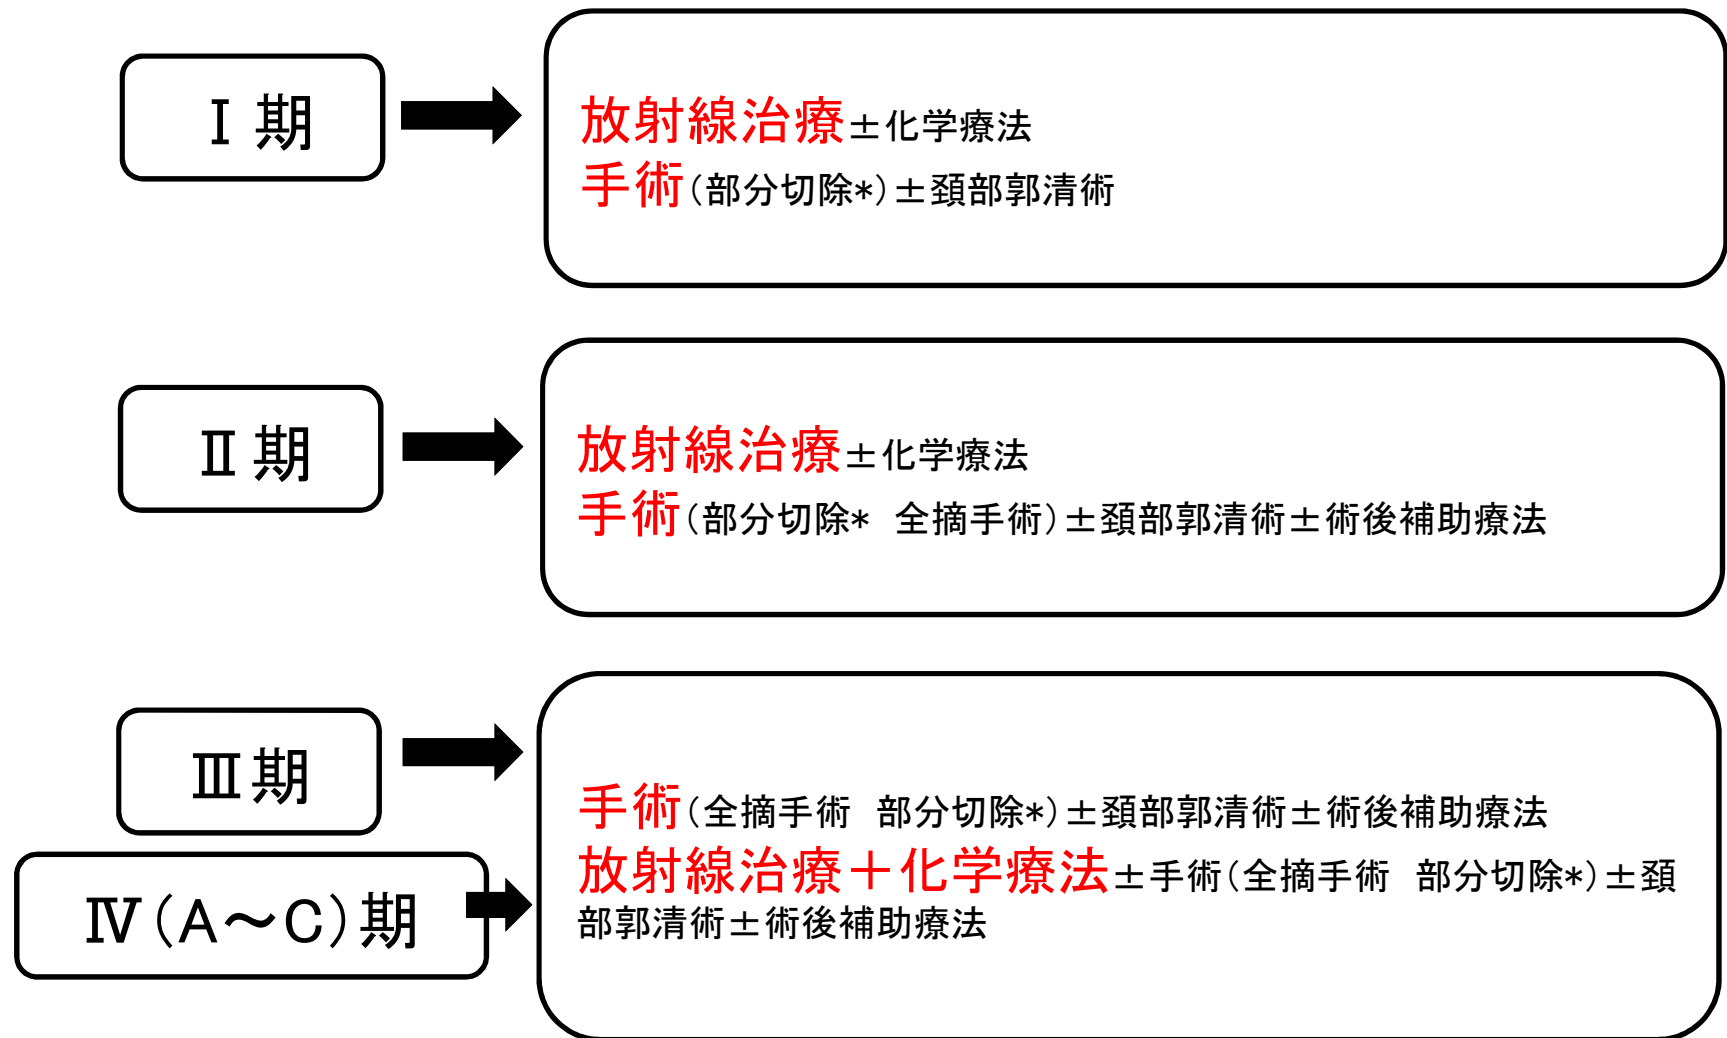 Ⅰ期
放射線治療±化学療法
手術(部分切除*)±頚部郭清術
Ⅱ期
放射線治療±化学療法
手術(部分切除* 全摘手術)±頚部郭清術±術後補助療法
Ⅲ期
Ⅳ(A～C)期
手術(全摘手術 部分切除*)±頚部郭清術±術後補助療法
放射線治療＋化学療法±手術(全摘手術 部分切除*)±頚
部郭清術±術後補助療法